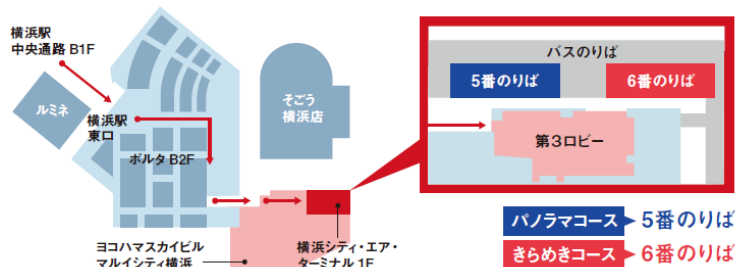 横浜駅
中央通路 B1F
ルミネ
横浜駅
東口
ポルタ B2F
そごう
横浜店
ヨコハマスカイビル
マルイシティ横浜
横浜シティ・エア・
ターミナル 1F
バスのりば
5番のりば
6番のりば
第3ロビー
パノラマコース 5番のりば
きらめきコース 6番のりば